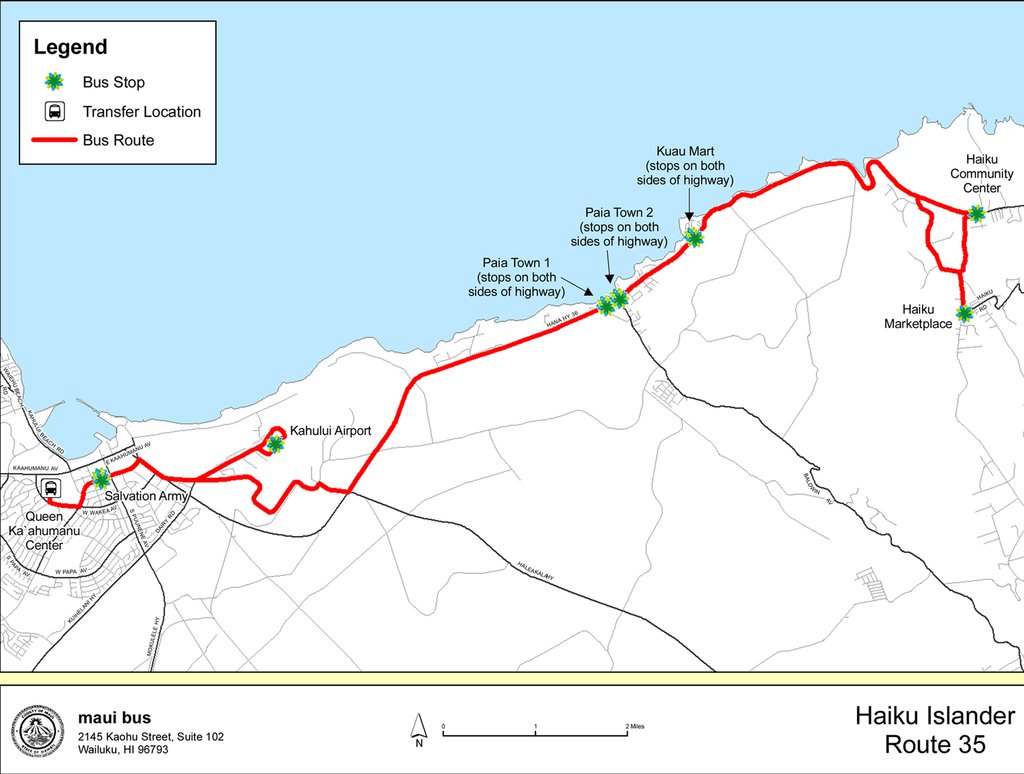 Legend
Bus Stop
Transfer Location
Bus Route
Kuau Mart
(stops on both
sides of highway)
Haiku
Community
Center
Paia Town 2
(stops on both
sides of highway)
Paia Town 1
(stops on both
sides of highway)
HANA HY 36
Haiku
Marketplace
HAIKU
RD
WAIEHU BEACH
RD
KAHULUI BEACH RD
Kahului Airport
E KAAHUMANU AV
KAAHUMANU AV
Salvation Army
W WAKEA AV
Queen
Ka`ahumanu
Center
S PUUNENE AV
DAIRY RD
S PAPA AV
W PAPA AV
KUIHELANI HY
MOKULELE HY
HALEAKALA HY
BALDWIN AV
maui bus
2145 Kaohu Street, Suite 102
Wailuku, HI 96793
N
0 1 2 Miles
Haiku Islander
Route 35